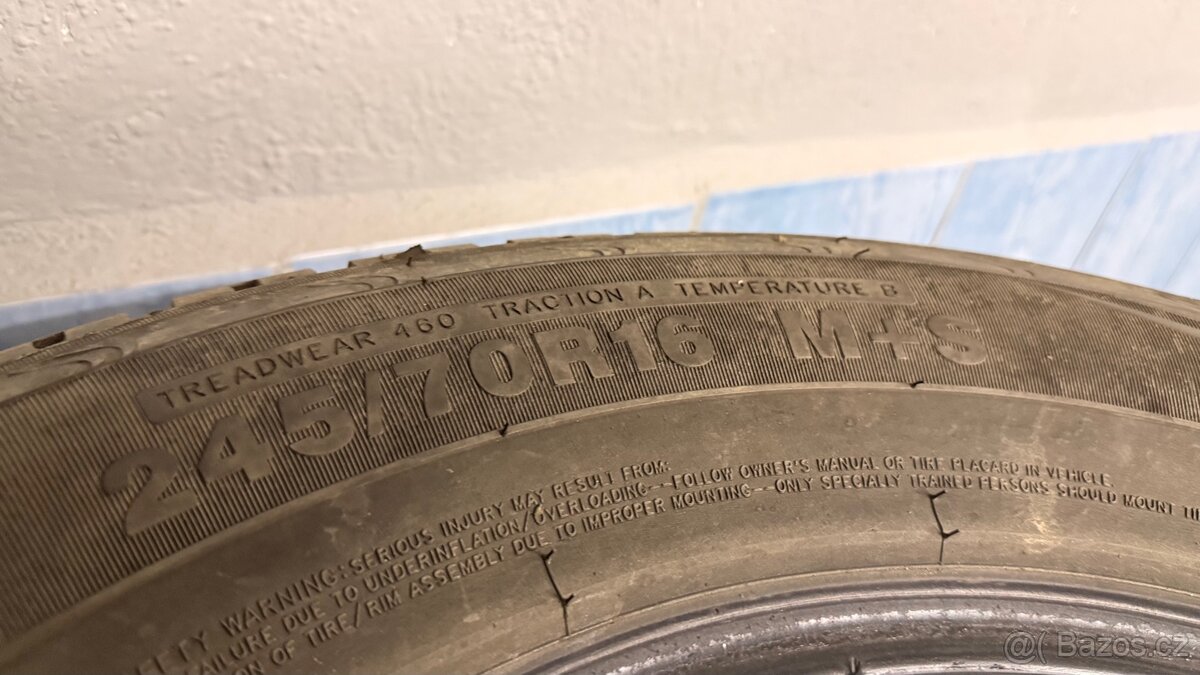 TREADWEAR 460 TRACTION A TEMPERATURE B
245/70R16 M+S
WARNING: SERIOUS INJURY MAY RESULT FROM:
FAILURE DUE TO UNDERINFLATION/OVERLOADING---FOLLOW OWNER'S MANUAL OR TIRE PLACARD IN VEHICLE.
OF TIRE/RIM ASSEMBLY DUE TO IMPROPER MOUNTING---ONLY SPECIALLY TRAINED PERSONS SHOULD MOUNT
Bazos.cz